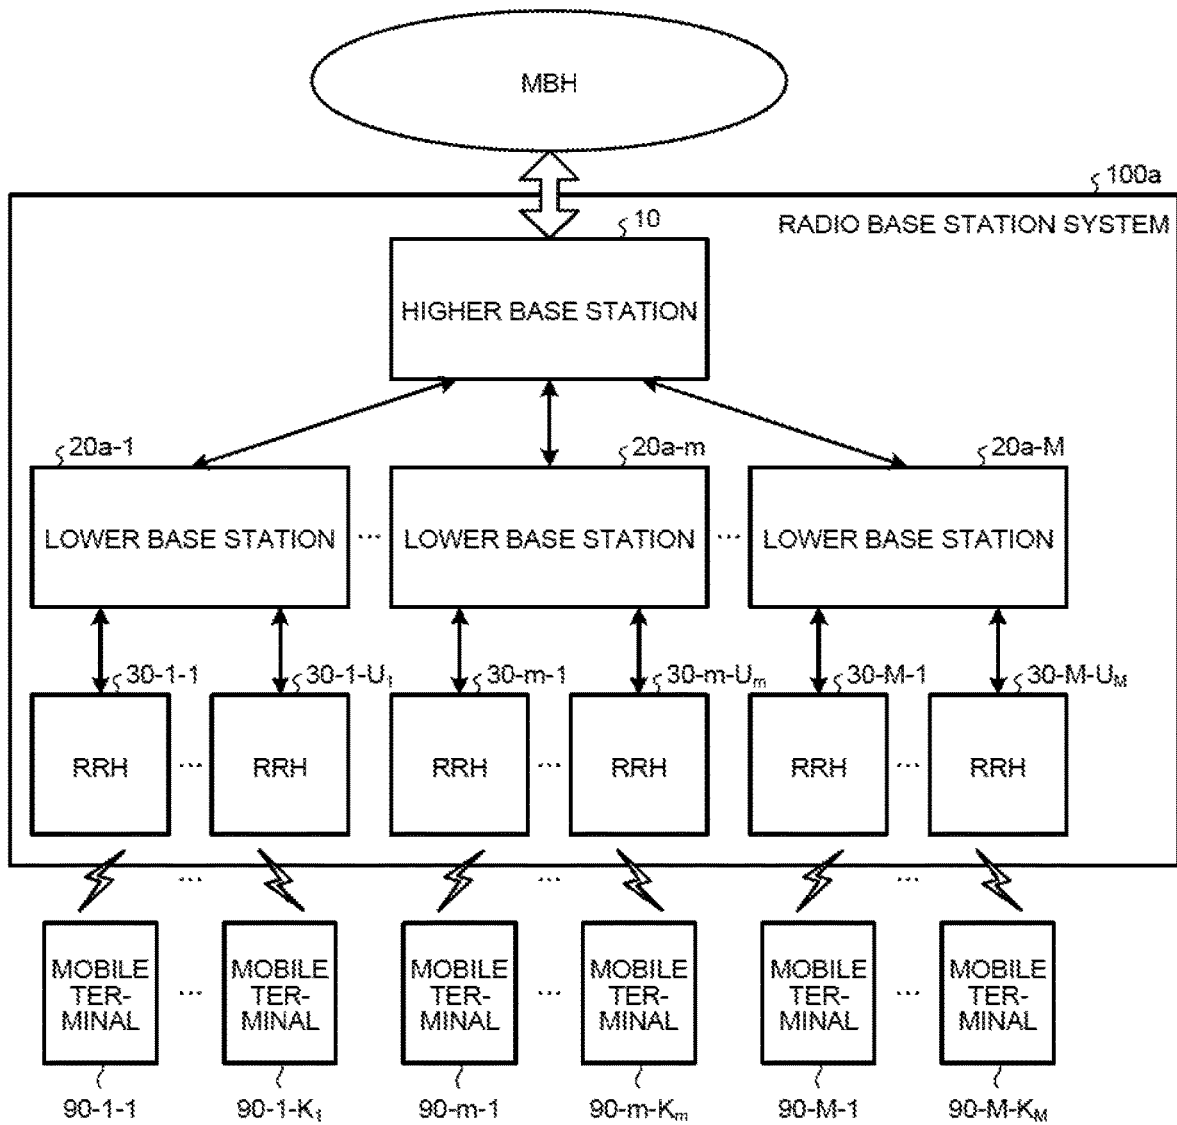 MBH
100a
RADIO BASE STATION SYSTEM
10
HIGHER BASE STATION
20a-1 20a-m 20a-M
LOWER BASE STATION ... LOWER BASE STATION ... LOWER BASE STATION
30-1-1 30-1-U₁ 30-m-1 30-m-Uₘ 30-M-1 30-M-U_M
RRH ... RRH RRH ... RRH RRH ... RRH
... ... ...
MOBILE MOBILE MOBILE MOBILE MOBILE MOBILE
TER- ... TER- TER- ... TER- TER- ... TER-
MINAL MINAL MINAL MINAL MINAL MINAL
90-1-1 90-1-K₁ 90-m-1 90-m-Kₘ 90-M-1 90-M-K_M